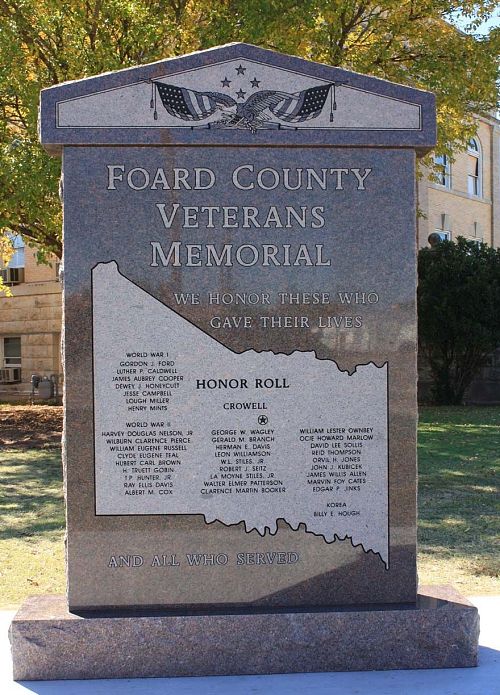 FOARD COUNTY
VETERANS
MEMORIAL
WE HONOR THESE WHO
GAVE THEIR LIVES
HONOR ROLL
CROWELL
WORLD WAR I
GORDON J. FORD
LUTHER P. CALDWELL
JAMES AUBREY COOPER
DEWEY J. HONEYCUTT
JESSE CAMPBELL
LOUGH MILLER
HENRY MINTS
WORLD WAR II
HARVEY DOUGLAS NELSON, JR
WILBURN CLARENCE PIERCE
WILLIAM EUGENE RUSSELL
CLYDE EUGENE TEAL
HUBERT CARL BROWN
H. TRUETT GOBIN
T.P. HUNTER, JR
RAY ELLIS DAVIS
ALBERT M. COX
GEORGE W. WAGLEY
GERALD M. BRANCH
HERMAN E. DAVIS
LEON WILLIAMSON
W.L. STILES, JR
ROBERT J. SEITZ
LA MOYNE STILES, JR
WALTER ELMER PATTERSON
CLARENCE MARTIN BOOKER
WILLIAM LESTER OWNBEY
OCIE HOWARD MARLOW
DAVID LEE SOLLIS
REID THOMPSON
ORVIL H. JONES
JOHN J. KUBICEK
JAMES WILLIS ALLEN
MARVIN FOY CATES
EDGAR P. JINKS
KOREA
BILLY E. HOUGH
AND ALL WHO SERVED